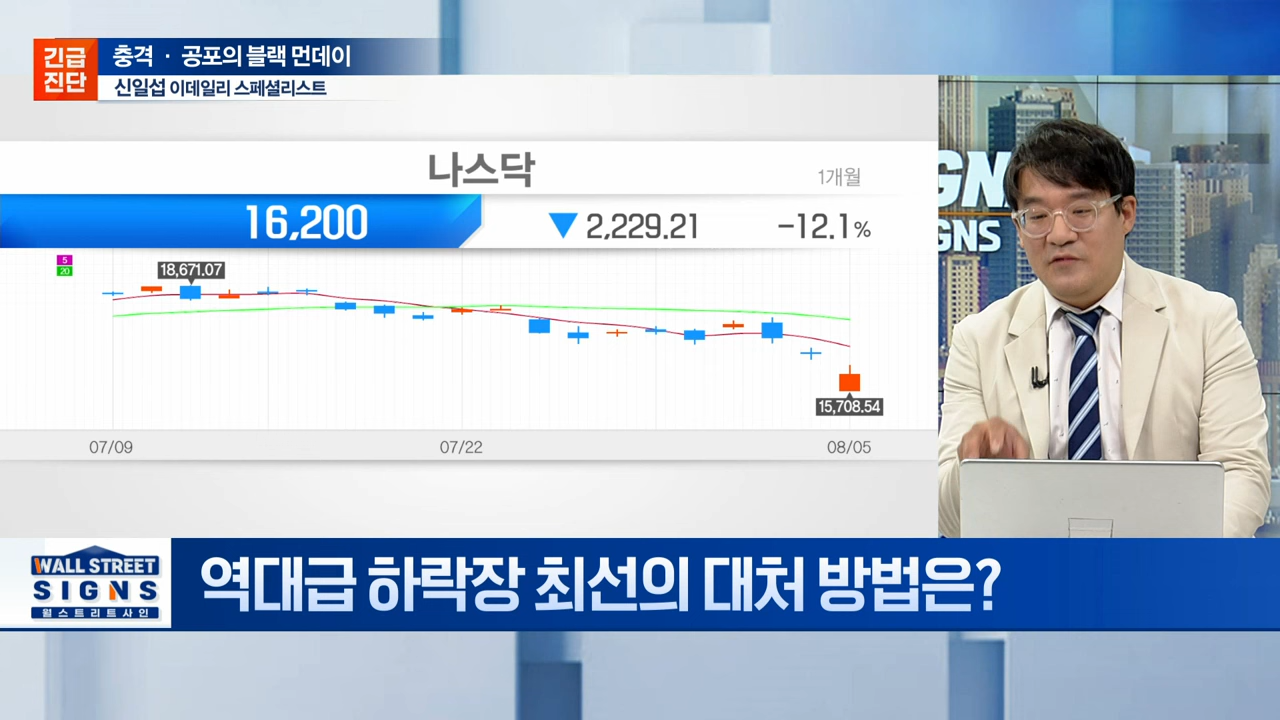 긴급
진단
충격 · 공포의 블랙 먼데이
신일섭 이데일리 스페셜리스트
나스닥
1개월
16,200
▼ 2,229.21
-12.1%
5
20
18,671.07
15,708.54
07/09
07/22
08/05
GN
GNS
WALL STREET
SIGNS
월스트리트사인
역대급 하락장 최선의 대처 방법은?